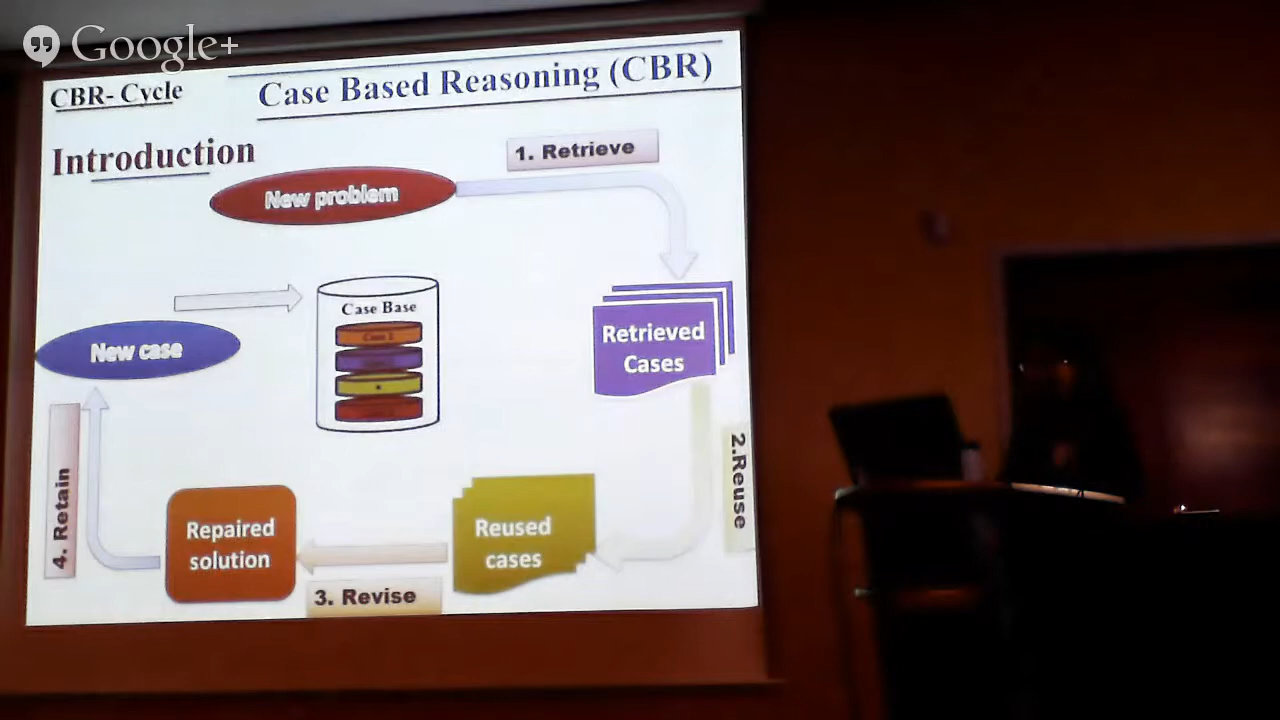 Google+
CBR- Cycle
Case Based Reasoning (CBR)
Introduction
1. Retrieve
New problem
Case Base
Retrieved
Cases
New case
2.Reuse
4. Retain
Repaired
solution
Reused
cases
3. Revise